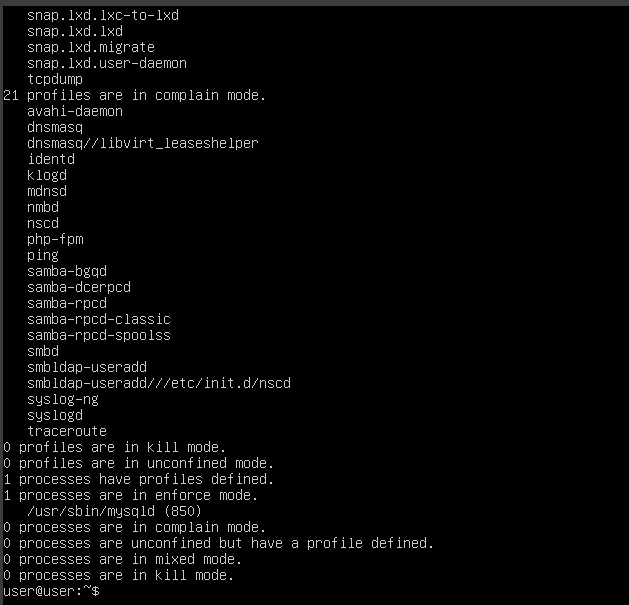 snap.lxd.lxc-to-lxd
snap.lxd.lxd
snap.lxd.migrate
snap.lxd.user-daemon
tcpdump
21 profiles are in complain mode.
avahi-daemon
dnsmasq
dnsmasq//libvirt_leaseshelper
identd
klogd
mdnsd
nmbd
nscd
php-fpm
ping
samba-bgqd
samba-dcerpcd
samba-rpcd
samba-rpcd-classic
samba-rpcd-spoolss
smbd
smbldap-useradd
smbldap-useradd///etc/init.d/nscd
syslog-ng
syslogd
traceroute
0 profiles are in kill mode.
0 profiles are in unconfined mode.
1 processes have profiles defined.
1 processes are in enforce mode.
/usr/sbin/mysqld (850)
0 processes are in complain mode.
0 processes are unconfined but have a profile defined.
0 processes are in mixed mode.
0 processes are in kill mode.
user@user:~$